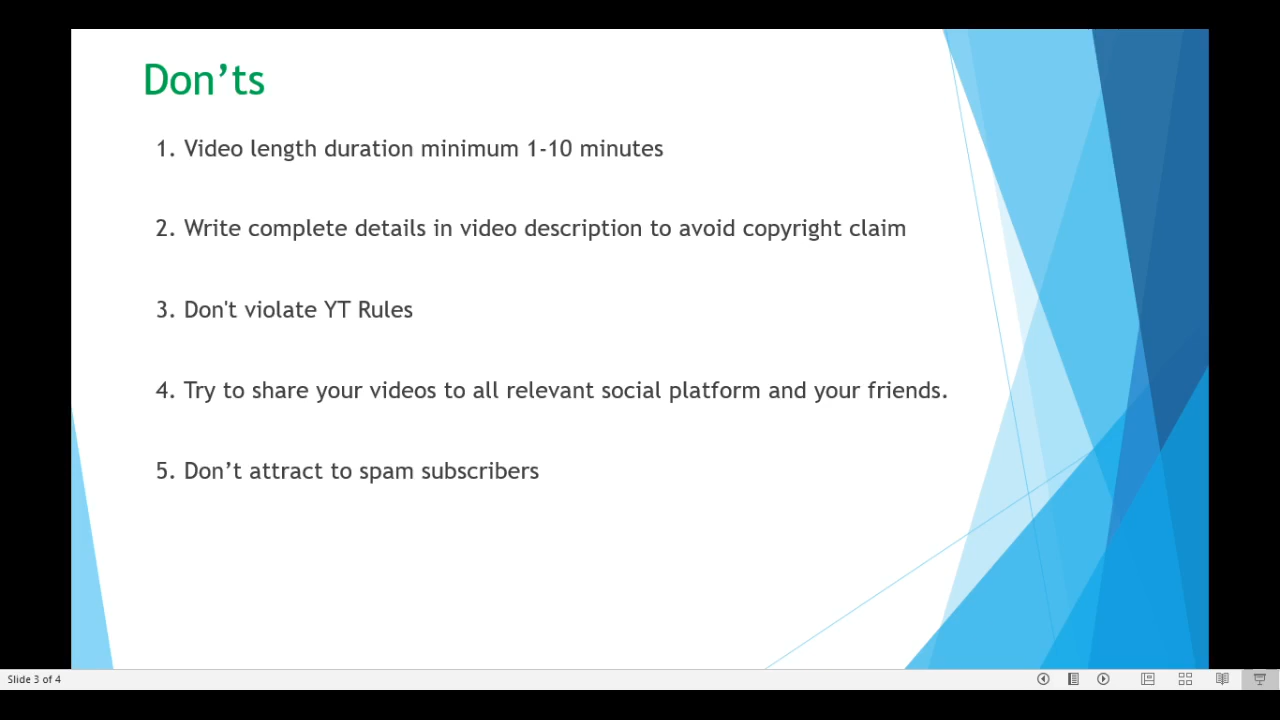 Don’ts
1. Video length duration minimum 1-10 minutes
2. Write complete details in video description to avoid copyright claim
3. Don't violate YT Rules
4. Try to share your videos to all relevant social platform and your friends.
5. Don’t attract to spam subscribers
Slide 3 of 4